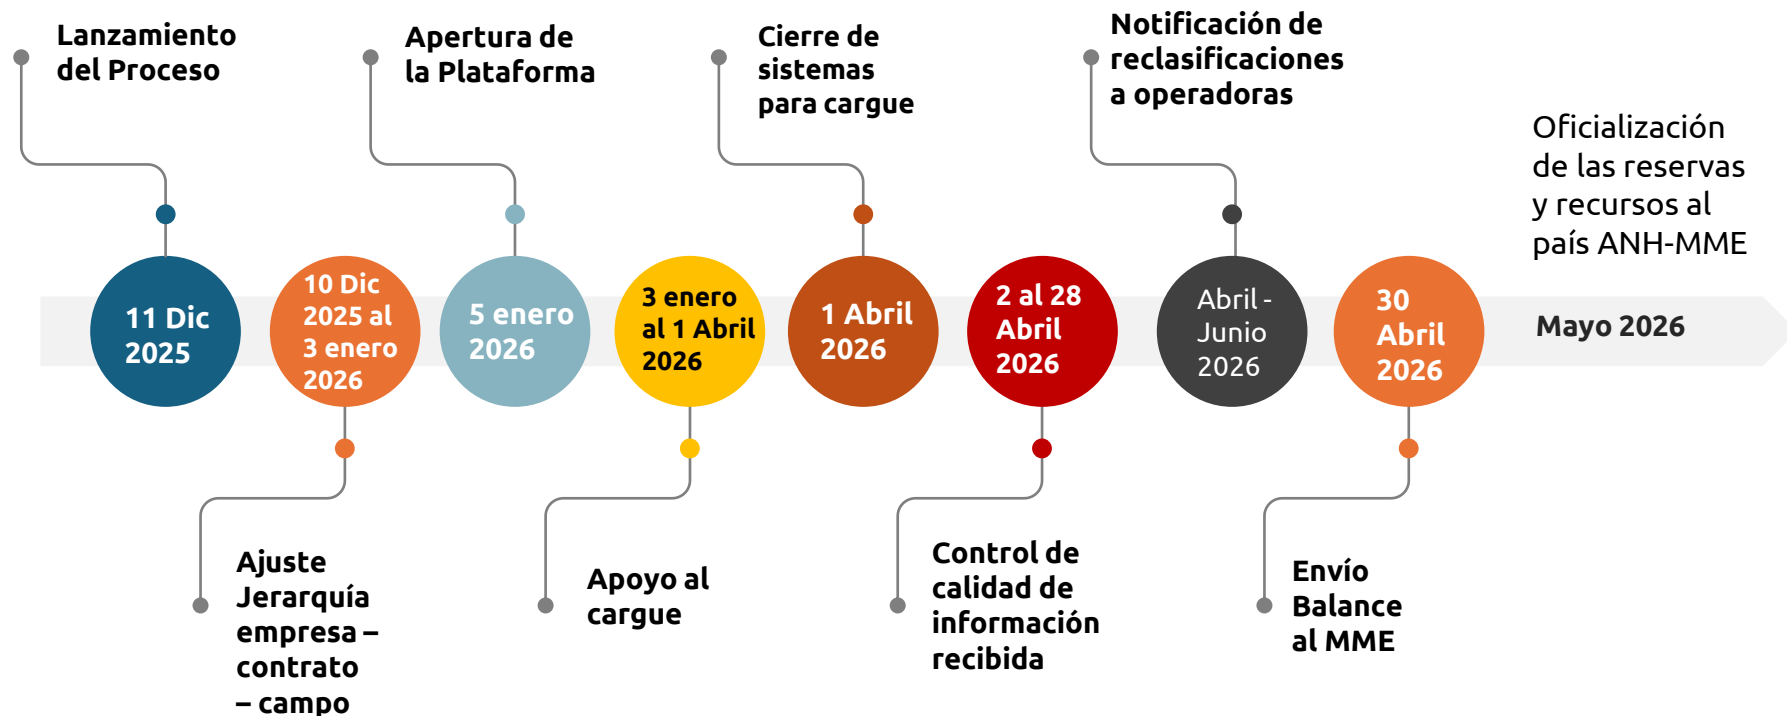 Lanzamiento
del Proceso
Apertura de
la Plataforma
Cierre de
sistemas
para cargue
Notificación de
reclasificaciones
a operadoras
Oficialización
de las reservas
y recursos al
país ANH-MME
11 Dic
2025
10 Dic
2025 al
3 enero
2026
5 enero
2026
3 enero
al 1 Abril
2026
1 Abril
2026
2 al 28
Abril
2026
Abril -
Junio
2026
30
Abril
2026
Mayo 2026
Ajuste
Jerarquía
empresa –
contrato
– campo
Apoyo al
cargue
Control de
calidad de
información
recibida
Envío
Balance
al MME